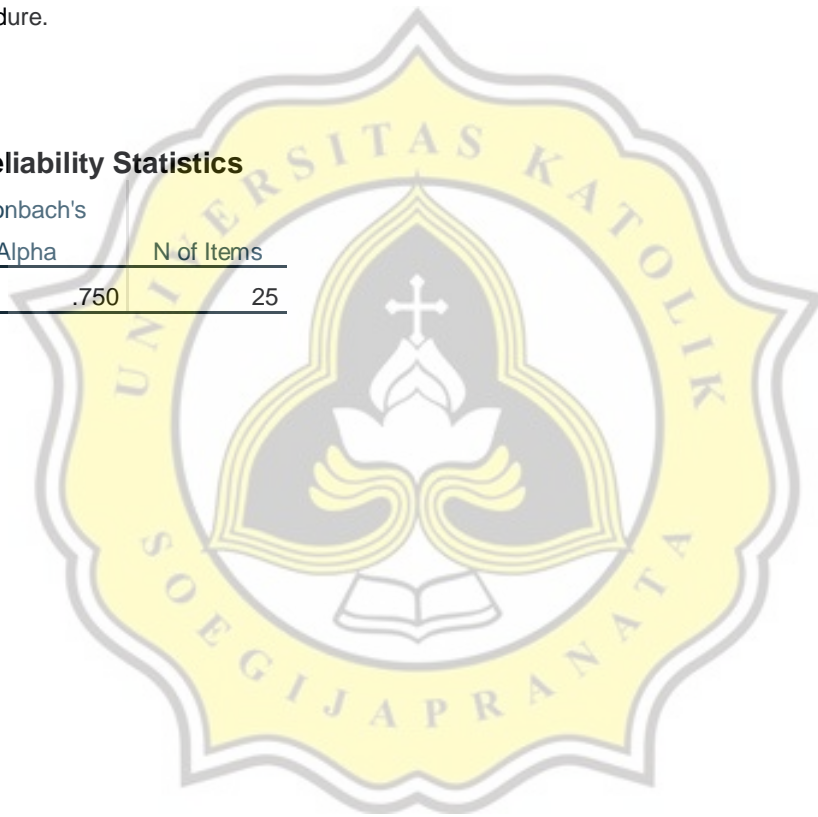 dure.
eliability Statistics
onbach's
Alpha
N of Items
.750
25
UNIVERSITAS KATOLIK
SOEGIJAPRANATA